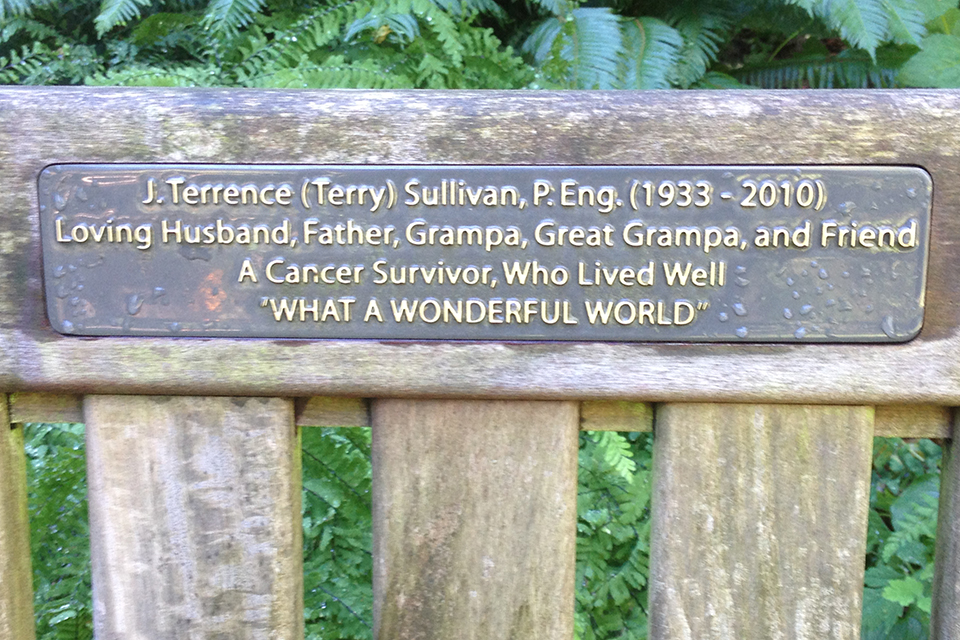 J. Terrence (Terry) Sullivan, P. Eng. (1933 - 2010)
Loving Husband, Father, Grampa, Great Grampa, and Friend
A Cancer Survivor, Who Lived Well
"WHAT A WONDERFUL WORLD"